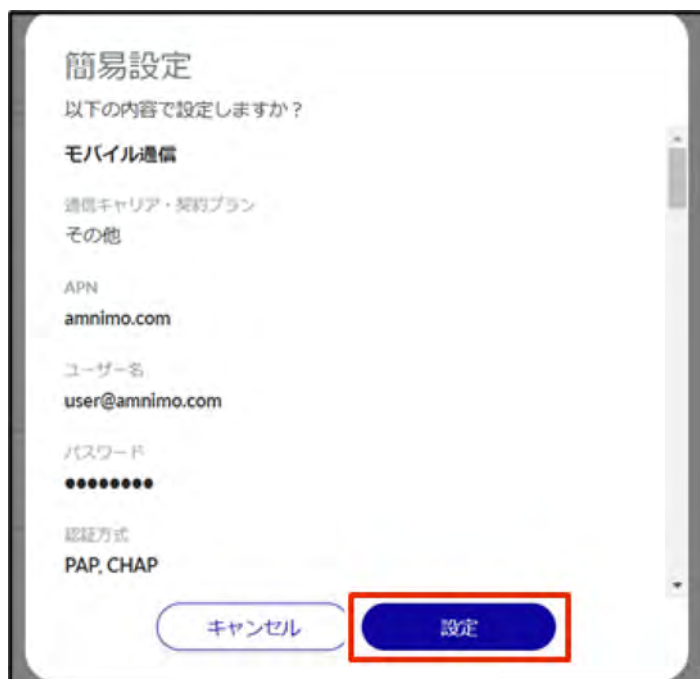 簡易設定
以下の内容で設定しますか？
モバイル通信
通信キャリア・契約プラン
その他
APN
amnimo.com
ユーザー名
user@amnimo.com
パスワード
●●●●●●●●
認証方式
PAP, CHAP
キャンセル
設定